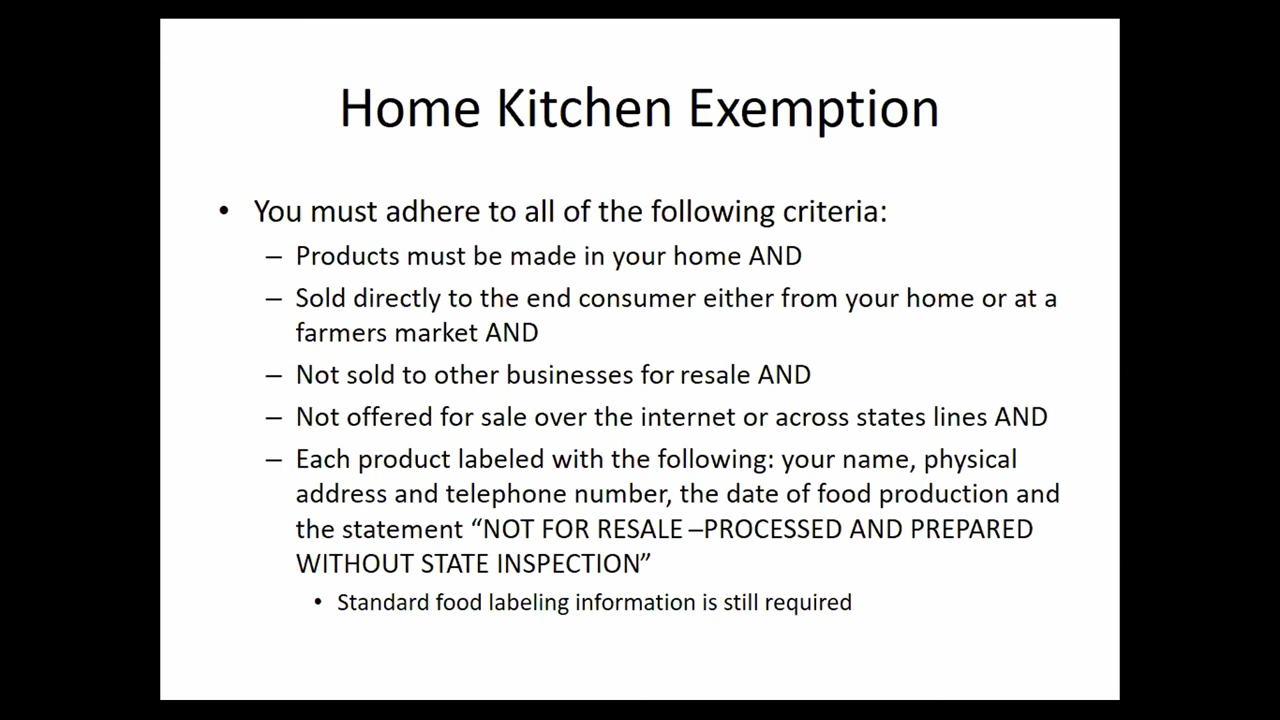 Home Kitchen Exemption
• You must adhere to all of the following criteria:
– Products must be made in your home AND
– Sold directly to the end consumer either from your home or at a
farmers market AND
– Not sold to other businesses for resale AND
– Not offered for sale over the internet or across states lines AND
– Each product labeled with the following: your name, physical
address and telephone number, the date of food production and
the statement “NOT FOR RESALE –PROCESSED AND PREPARED
WITHOUT STATE INSPECTION”
• Standard food labeling information is still required